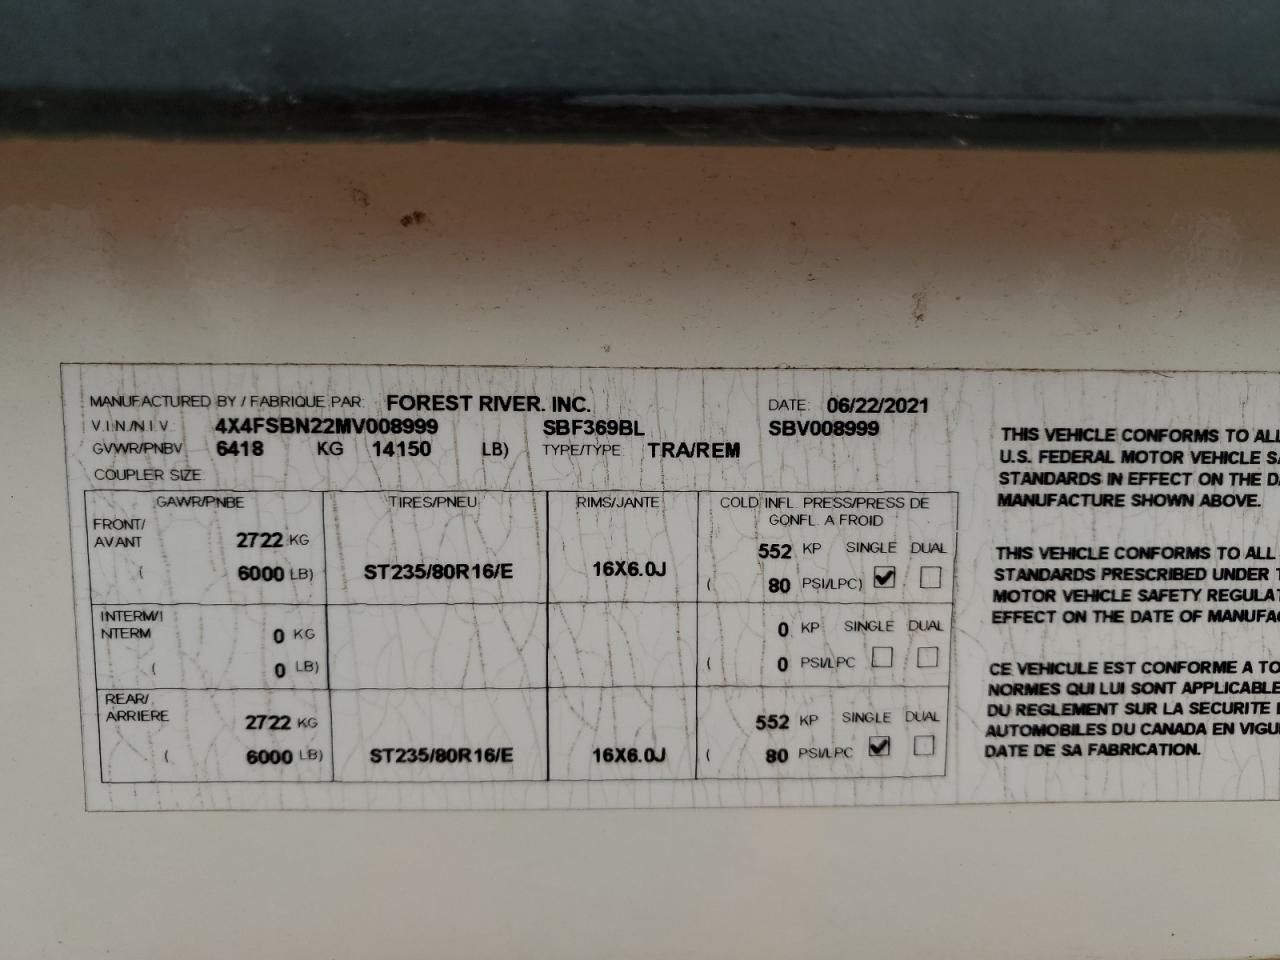 MANUFACTURED BY / FABRIQUE PAR: FOREST RIVER. INC. DATE: 06/22/2021
V.I.N/N.I.V. 4X4FSBN22MV008999 SBF369BL SBV008999
GVWR/PNBV 6418 KG 14150 LB) TYPE/TYPE: TRA/REM
COUPLER SIZE
GAWR/PNBE TIRES/PNEU RIMS/JANTE COLD INFL. PRESS/PRESS DE
GONFL. A FROID
FRONT/
AVANT 2722 KG 552 KP SINGLE DUAL
( 6000 LB) ST235/80R16/E 16X6.0J ( 80 PSI/LPC)
INTERM/I
NTERM 0 KG 0 KP SINGLE DUAL
( 0 LB) ( 0 PSI/LPC
REAR/
ARRIERE 2722 KG 552 KP SINGLE DUAL
( 6000 LB) ST235/80R16/E 16X6.0J ( 80 PSI/LPC
THIS VEHICLE CONFORMS TO ALL
U.S. FEDERAL MOTOR VEHICLE
STANDARDS IN EFFECT ON THE
MANUFACTURE SHOWN ABOVE.
THIS VEHICLE CONFORMS TO ALL
STANDARDS PRESCRIBED UNDER
MOTOR VEHICLE SAFETY
EFFECT ON THE DATE OF
CE VEHICULE EST CONFORME A
NORMES QUI LUI SONT
DU REGLEMENT SUR LA SECURITE
AUTOMOBILES DU CANADA EN
DATE DE SA FABRICATION.